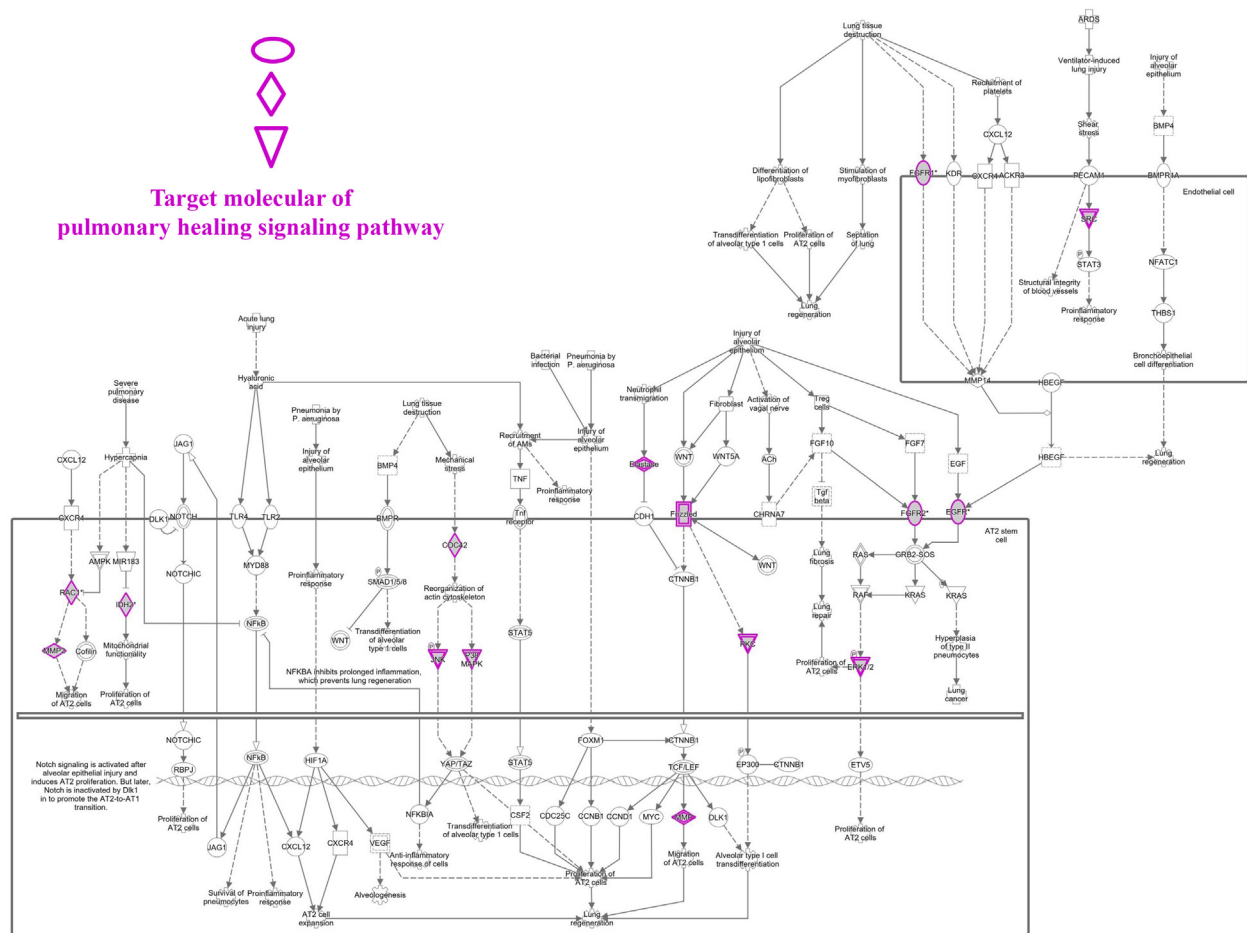 Target molecular of
pulmonary healing signaling pathway
Lung tissue
destruction
ARDS
Ventilator-induced
lung injury
Injury of
alveolar
epithelium
Recruitment of
platelets
CXCL12
Shear
stress
BMP4
Differentiation of
lipofibroblasts
Stimulation of
myofibroblasts
KDR
CXCR4
ACKR3
PECAM1
BMPR1A
Endothelial cell
SRC
Transdifferentiation
of alveolar type 1 cells
Proliferation
of AT2 cells
Septation
of lung
P
STAT3
NFATC1
Structural integrity
of blood vessels
Lung
regeneration
Proinflammatory
response
THBS1
Bronchoepithelial
cell differentiation
MMP14
HBEGF
HBEGF
Lung
regeneration
Acute lung
injury
Severe
pulmonary
disease
Hyaluronic
acid
Bacterial
infection
Pneumonia by
P. aeruginosa
Injury of
alveolar
epithelium
Pneumonia by
P. aeruginosa
Lung tissue
destruction
Neutrophil
transmigration
Fibroblast
Activation of
vagal nerve
Treg
cells
JAG1
CXCL12
Hypercapnia
Injury of
alveolar
epithelium
Recruitment
of AMs
Injury of
alveolar
epithelium
BMP4
Mechanical
stress
TNF
Proinflammatory
response
Elastase
WNT
WNT5A
ACh
FGF10
FGF7
EGF
Tgf
beta
CXCR4
DLK1
NOTCH
TLR4
TLR2
BMPR
Tnf
receptor
CDH1
Frizzled
CHRNA7
FGFR2*
EGFR*
AT2 stem
cell
AMPK
MIR183
MYD88
CDC42
NOTCHIC
Proinflammatory
response
P
SMAD1/5/8
Reorganization of
actin cytoskeleton
CTNNB1
WNT
Lung
fibrosis
RAS
GRB2-SOS
RAC1*
IDH2*
RAF
KRAS
P
KRAS
Lung
repair
NFkB
WNT
Transdifferentiation
of alveolar
type 1 cells
STAT5
MMP2
Cofilin
Mitochondrial
functionality
P
JNK
P38
MAPK
PKC
P
ERK1/2
Hyperplasia
of type II
pneumocytes
NFKBA inhibits prolonged inflammation,
which prevents lung regeneration
Proliferation
of AT2 cells
Lung
cancer
Migration
of AT2 cells
Proliferation of
AT2 cells
NOTCHIC
RBPJ
NFkB
HIF1A
YAP/TAZ
STAT5
FOXM1
CTNNB1
TCF/LEF
P
EP300
CTNNB1
ETV5
Notch signaling is activated after
alveolar epithelial injury and
induces AT2 proliferation. But later,
Notch is inactivated by Dlk1
in to promote the AT2-to-AT1
transition.
Proliferation of
AT2 cells
NFKBIA
Transdifferentiation
of alveolar type 1 cells
CSF2
CDC25C
CCNB1
CCND1
MYC
MMP
DLK1
Proliferation of
AT2 cells
JAG1
CXCL12
CXCR4
VEGF
Anti-inflammatory
response of cells
Migration
of AT2 cells
Alveolar type I cell
transdifferentiation
Survival of
pneumocytes
Proinflammatory
response
Alveologenesis
Proliferation of
AT2 cells
AT2 cell
expansion
Lung
regeneration